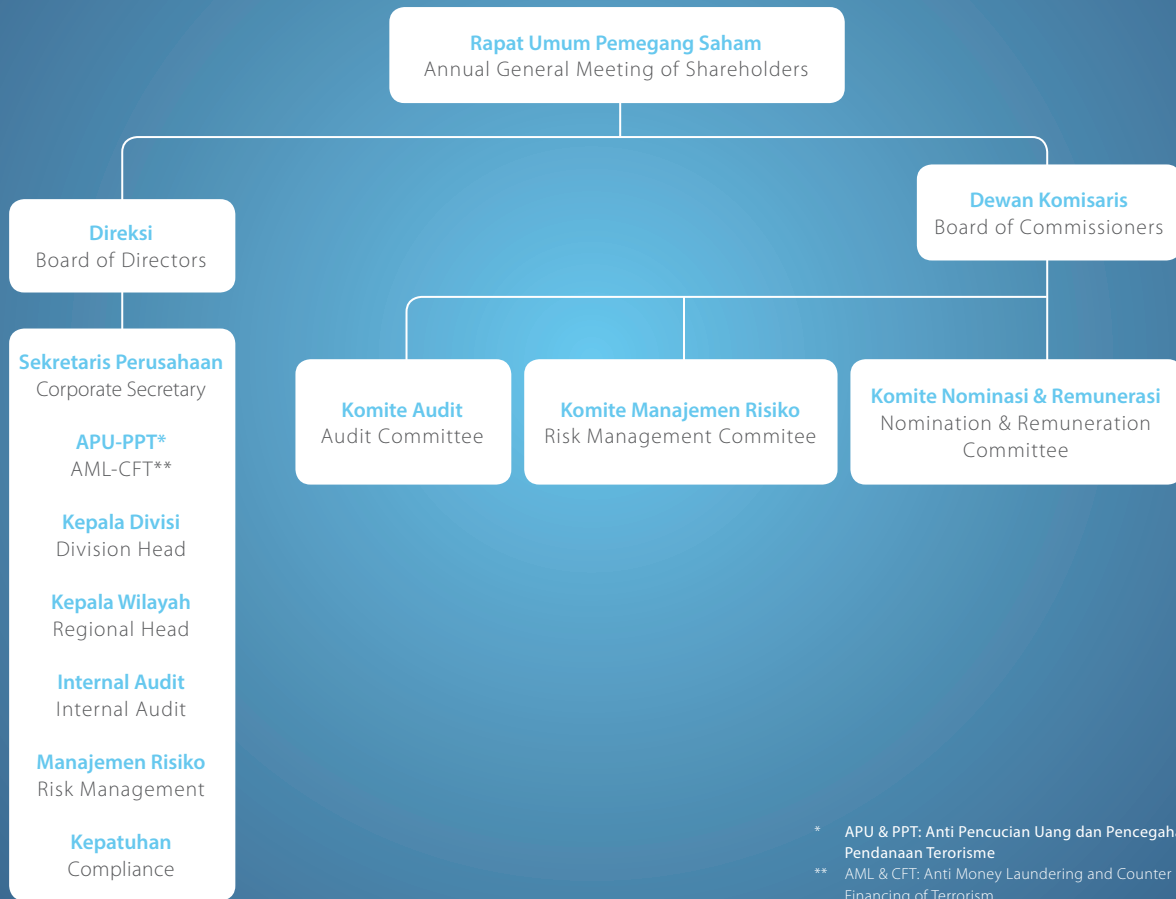 Rapat Umum Pemegang Saham
Annual General Meeting of Shareholders
Direksi
Board of Directors
Dewan Komisaris
Board of Commissioners
Sekretaris Perusahaan
Corporate Secretary
APU-PPT*
AML-CFT**
Kepala Divisi
Division Head
Kepala Wilayah
Regional Head
Internal Audit
Internal Audit
Manajemen Risiko
Risk Management
Kepatuhan
Compliance
Komite Audit
Audit Committee
Komite Manajemen Risiko
Risk Management Commitee
Komite Nominasi & Remunerasi
Nomination & Remuneration
Committee
* APU & PPT: Anti Pencucian Uang dan
Pendanaan Terorisme
** AML & CFT: Anti Money Laundering and Counter
Financing of Terrorism